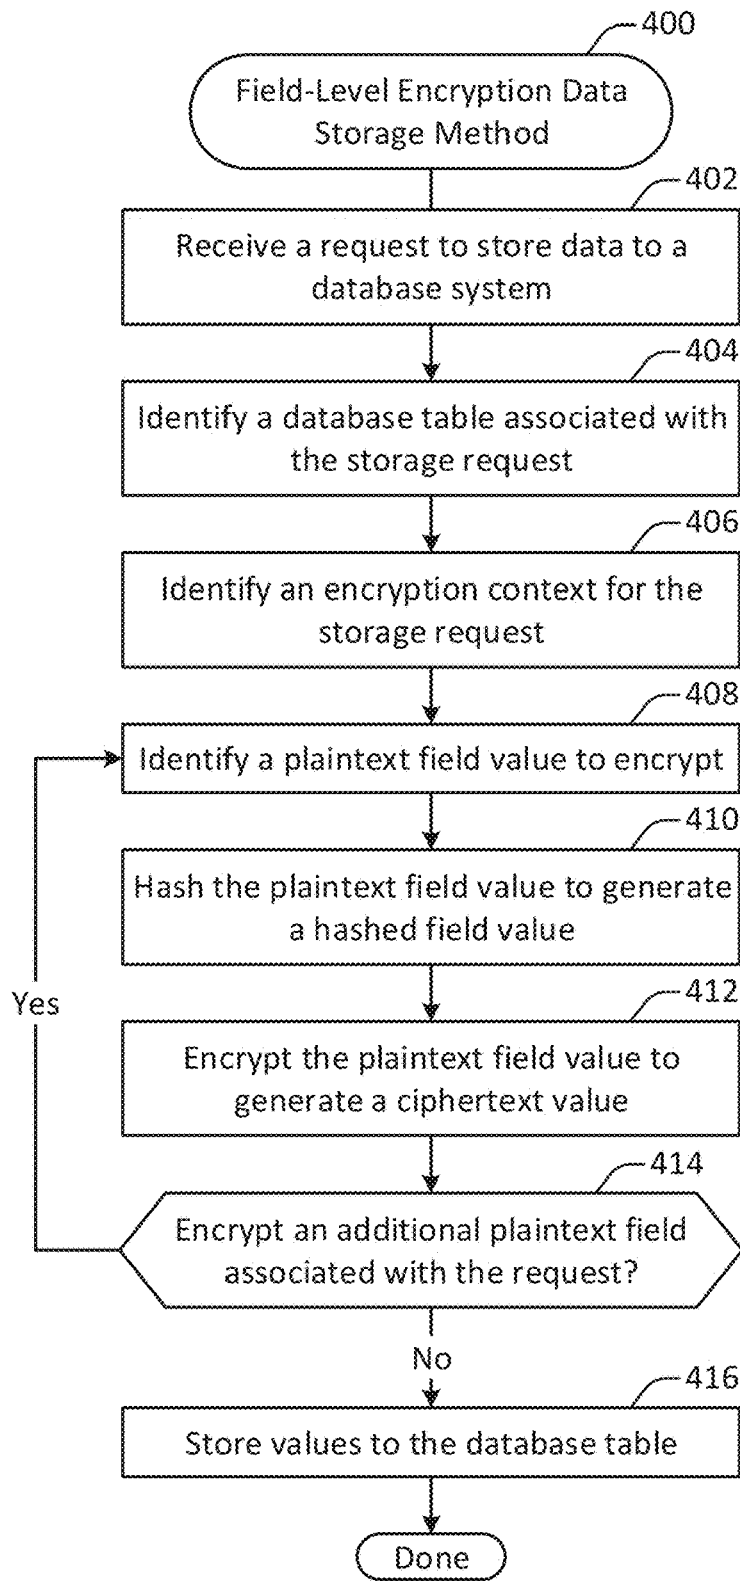 400
Field-Level Encryption Data
Storage Method
402
Receive a request to store data to a
database system
404
Identify a database table associated with
the storage request
406
Identify an encryption context for the
storage request
408
Identify a plaintext field value to encrypt
410
Hash the plaintext field value to generate
a hashed field value
Yes
412
Encrypt the plaintext field value to
generate a ciphertext value
414
Encrypt an additional plaintext field
associated with the request?
No
416
Store values to the database table
Done